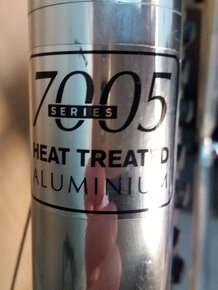 7005
SERIES
HEAT TREATED
ALUMINIUM